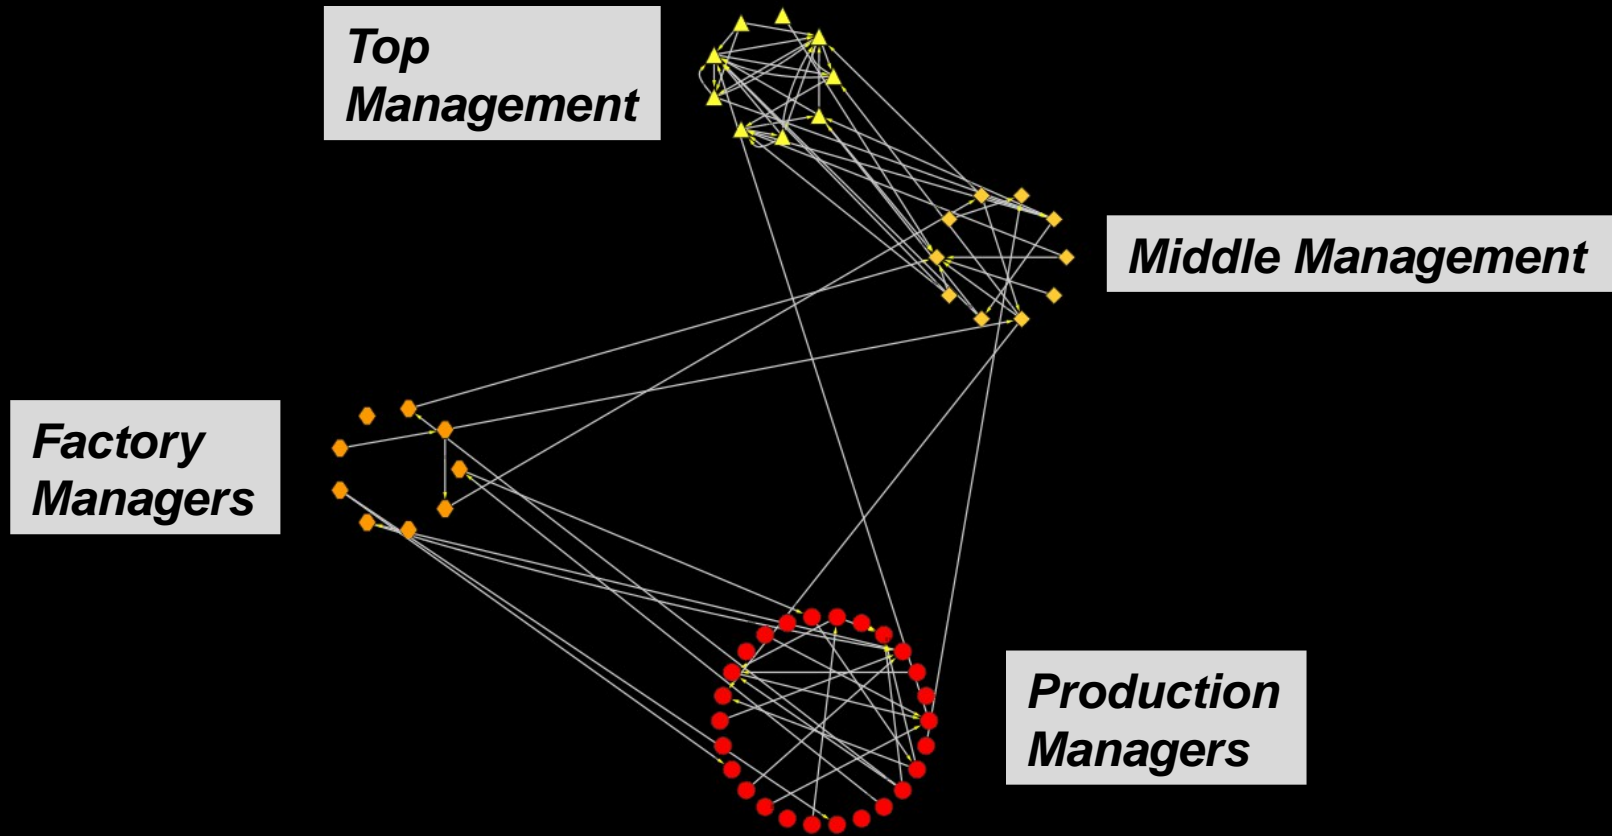 Top
Management
Middle Management
Factory
Managers
Production
Managers